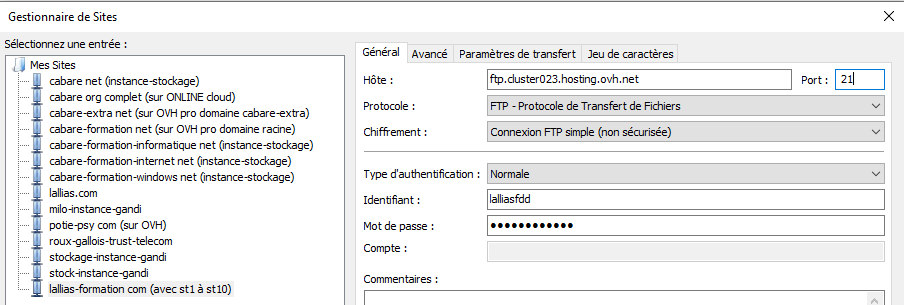 Gestionnaire de Sites
Sélectionnez une entrée :
Mes Sites
cabare net (instance-stockage)
cabare org complet (sur ONLINE cloud)
cabare-extra net (sur OVH pro domaine cabare-extra)
cabare-formation net (sur OVH pro domaine racine)
cabare-formation-informatique net (instance-stockage)
cabare-formation-internet net (instance-stockage)
cabare-formation-windows net (instance-stockage)
lallias.com
milo-instance-gandi
potie-psy com (sur OVH)
roux-gallois-trust-telecom
stockage-instance-gandi
stock-instance-gandi
lallias-formation com (avec st1 à st10)
Général Avancé Paramètres de transfert Jeu de caractères
Hôte : ftp.cluster023.hosting.ovh.net Port : 21
Protocole : FTP - Protocole de Transfert de Fichiers
Chiffrement : Connexion FTP simple (non sécurisée)
Type d'authentification : Normale
Identifiant : lalliasfdd
Mot de passe : ●●●●●●●●●●●●
Compte :
Commentaires :